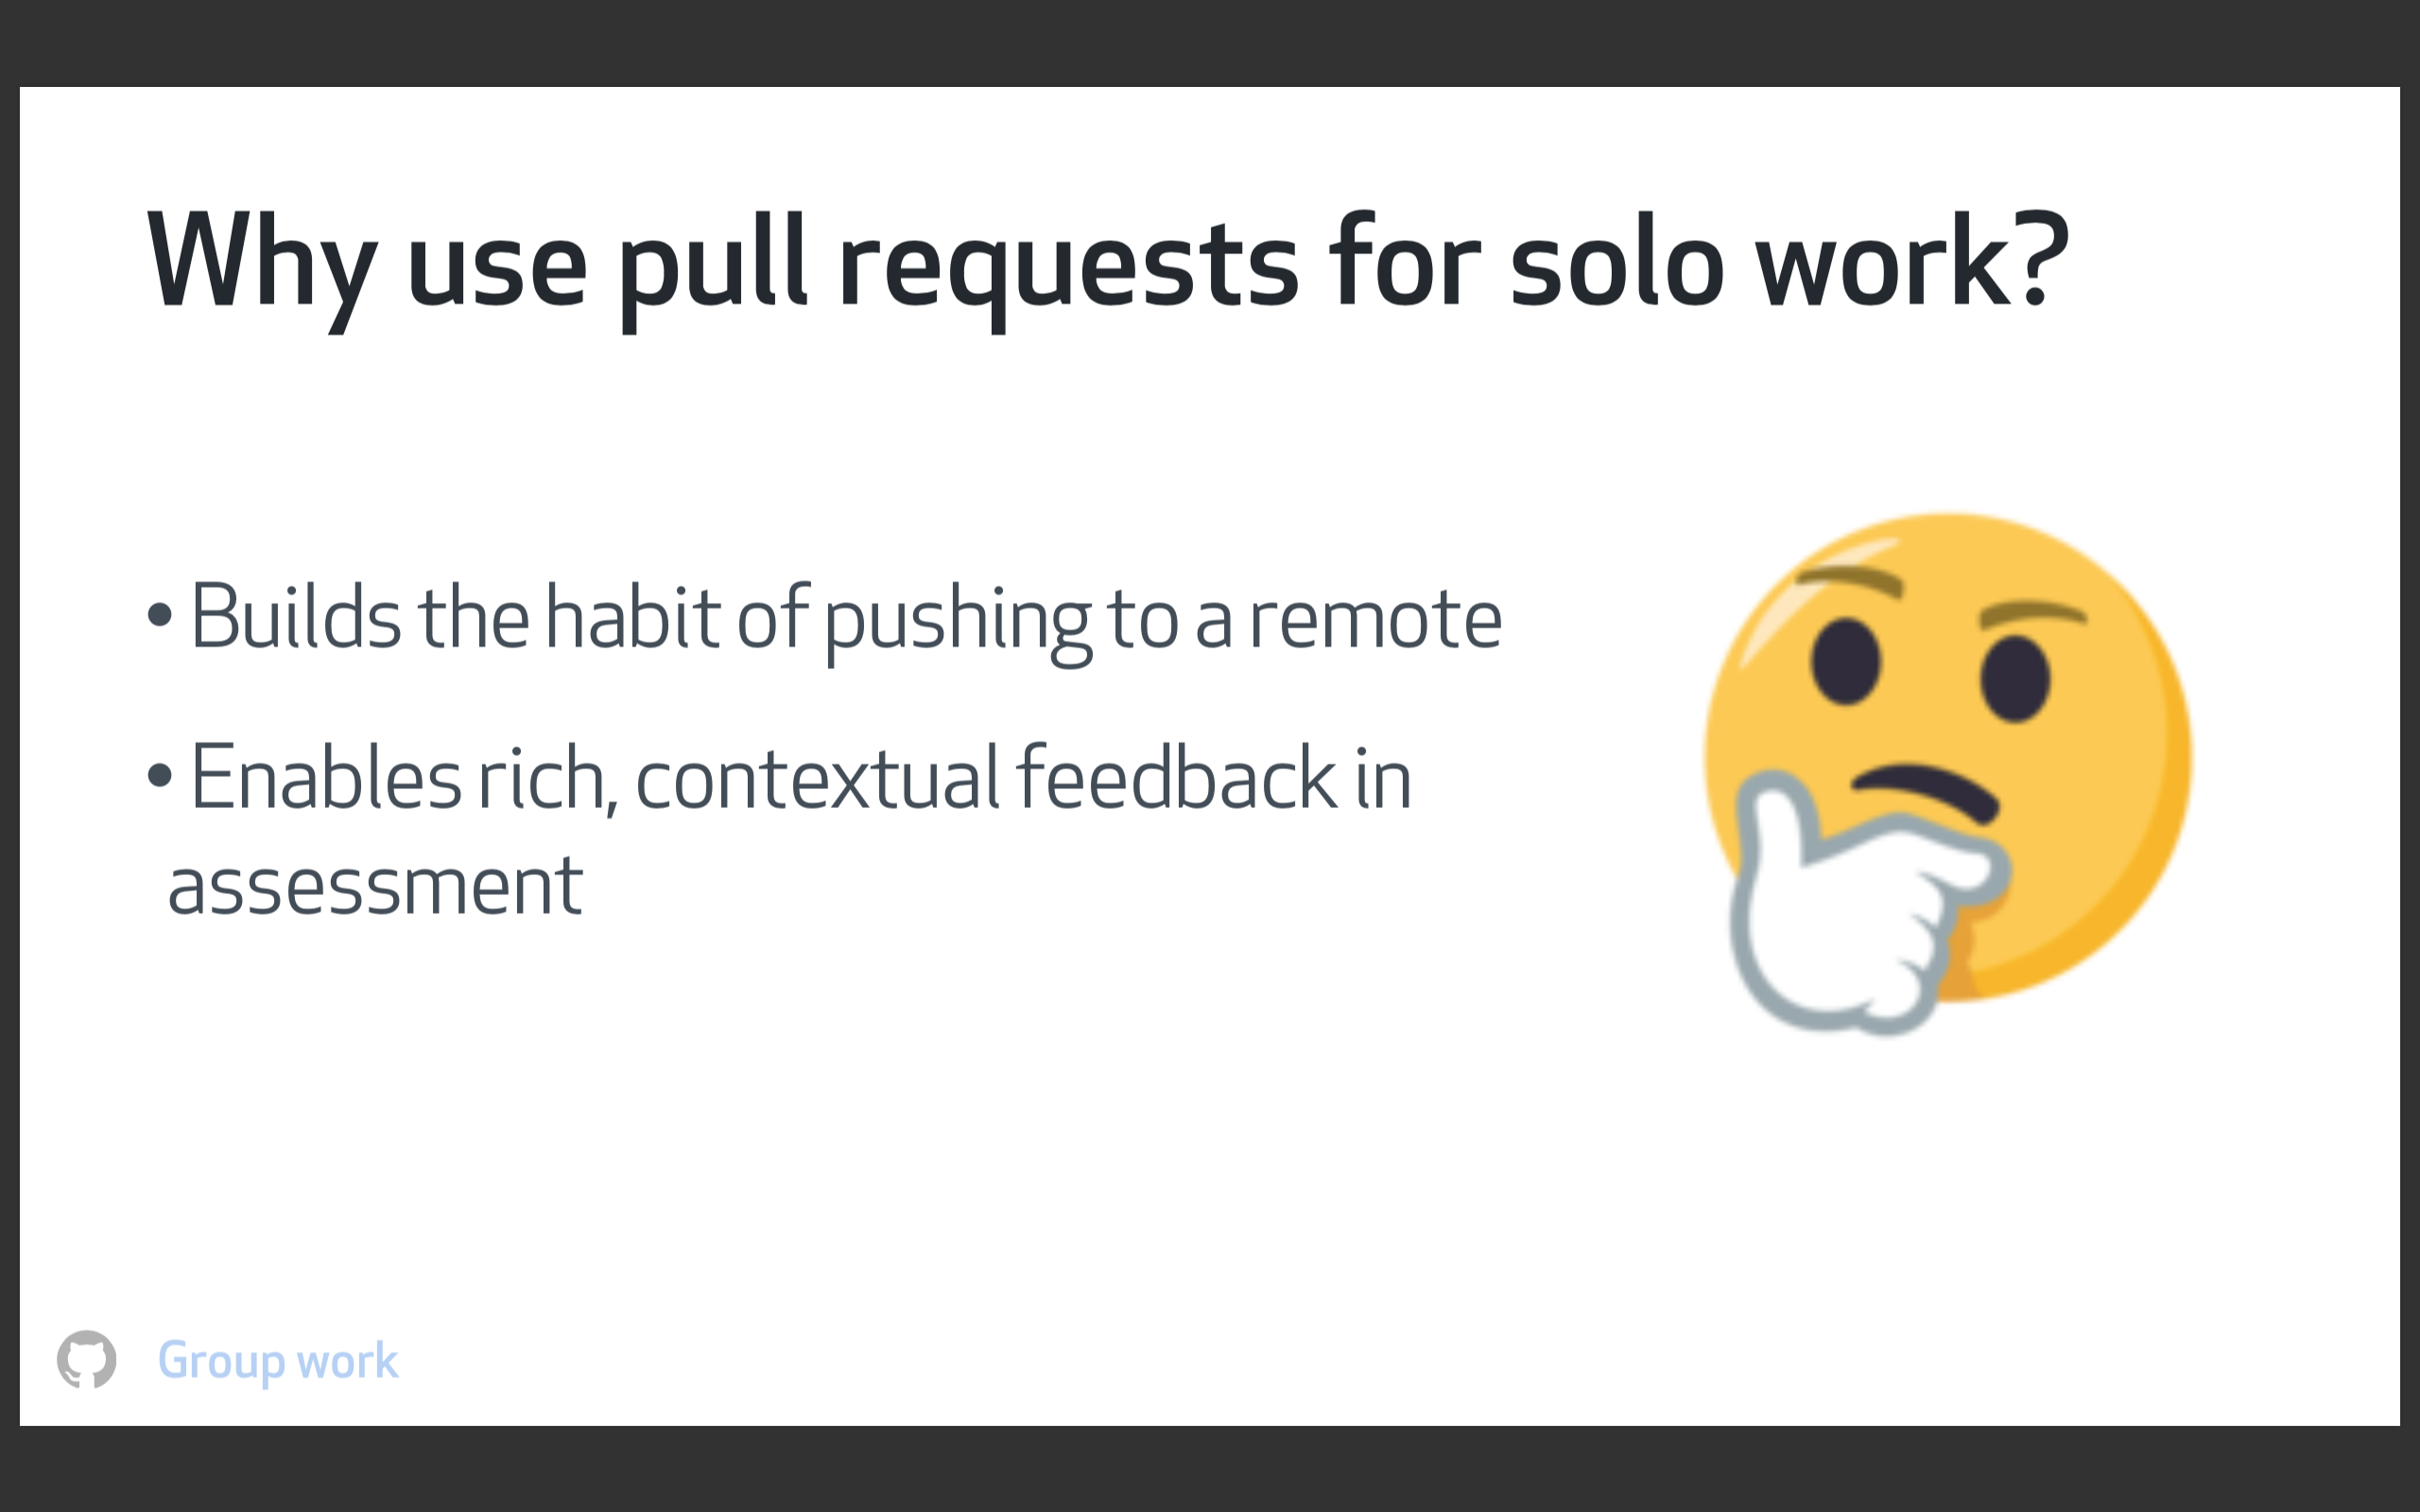 Why use pull requests for solo work?
• Builds the habit of pushing to a remote
• Enables rich, contextual feedback in
assessment
Group work